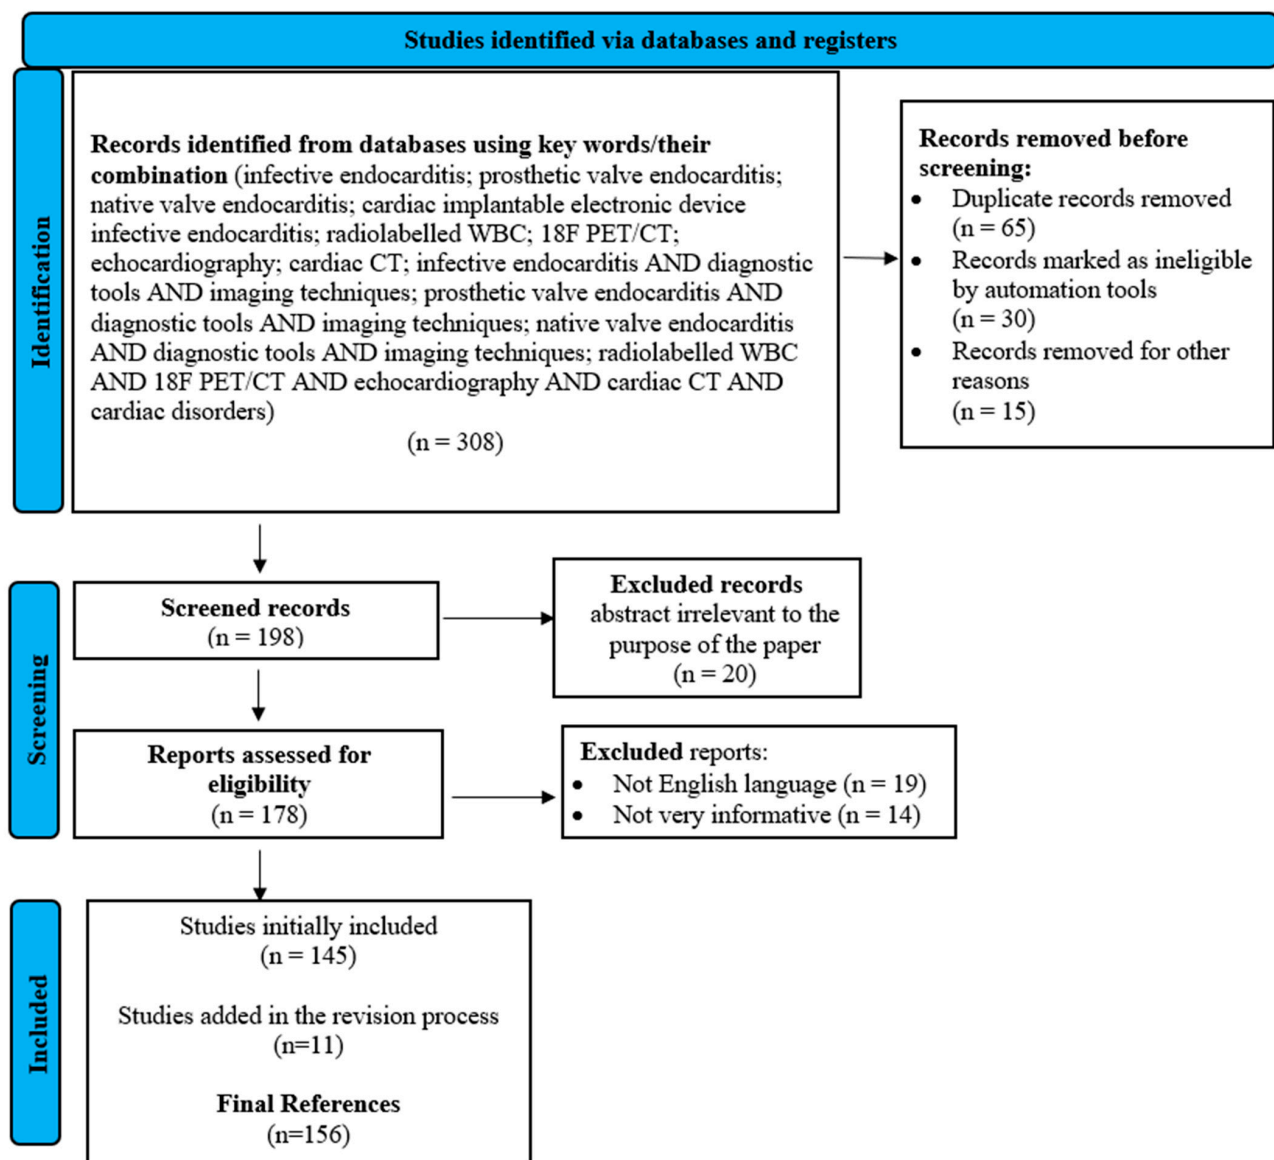 Studies identified via databases and registers
Identification
Records identified from databases using key words/their
combination (infective endocarditis; prosthetic valve endocarditis;
native valve endocarditis; cardiac implantable electronic device
infective endocarditis; radiolabelled WBC; 18F PET/CT;
echocardiography; cardiac CT; infective endocarditis AND diagnostic
tools AND imaging techniques; prosthetic valve endocarditis AND
diagnostic tools AND imaging techniques; native valve endocarditis
AND diagnostic tools AND imaging techniques; radiolabelled WBC
AND 18F PET/CT AND echocardiography AND cardiac CT AND
cardiac disorders)
(n = 308)
Records removed before
screening:
• Duplicate records removed
(n = 65)
• Records marked as ineligible
by automation tools
(n = 30)
• Records removed for other
reasons
(n = 15)
Screening
Screened records
(n = 198)
Excluded records
abstract irrelevant to the
purpose of the paper
(n = 20)
Reports assessed for
eligibility
(n = 178)
Excluded reports:
• Not English language (n = 19)
• Not very informative (n = 14)
Included
Studies initially included
(n = 145)
Studies added in the revision process
(n=11)
Final References
(n=156)